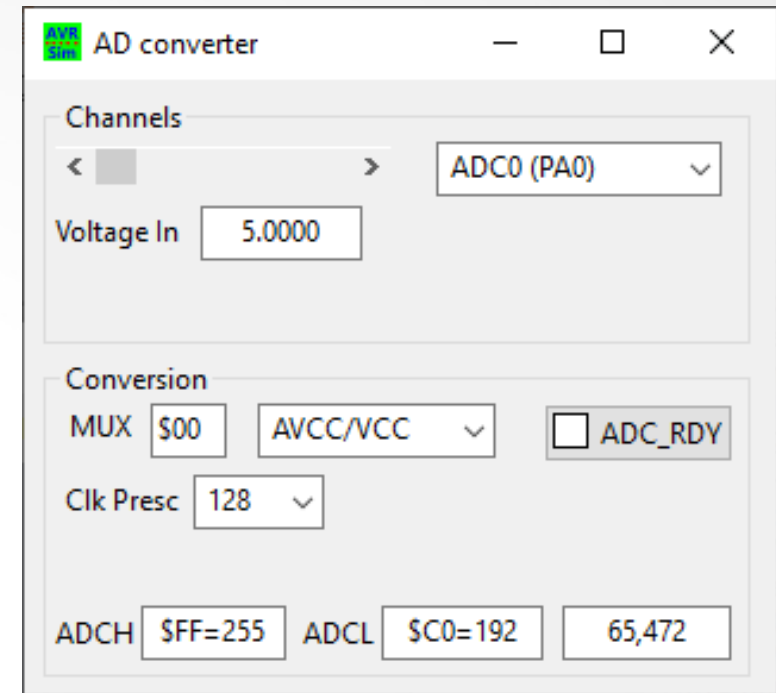 AVR
Sim
AD converter
Channels
ADC0 (PA0)
Voltage In 5.0000
Conversion
MUX $00 AVCC/VCC ADC_RDY
Clk Presc 128
ADCH $FF=255 ADCL $C0=192 65,472